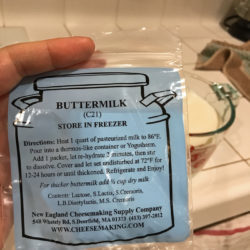 BUTTERMILK
(C21)
STORE IN FREEZER
Directions: Heat 1 quart of pasteurized milk to 86°F.
Pour into a thermos-like container or Yogotherm.
Add 1 packet, let re-hydrate 2 minutes, then stir
to dissolve. Cover and let set undisturbed at 72°F for
12-24 hours or until thickened. Refrigerate and Enjoy!
For thicker buttermilk add ¼ cup dry milk
Contents: Lactose, S.Lactis, S.Cremoris,
L.B.Diacetylactis, M.S. Cremoris
New England Cheesemaking Supply Company
54B Whately Rd. S.Deerfield, MA 01373 (413) 397-2012
WWW.CHEESEMAKING.COM